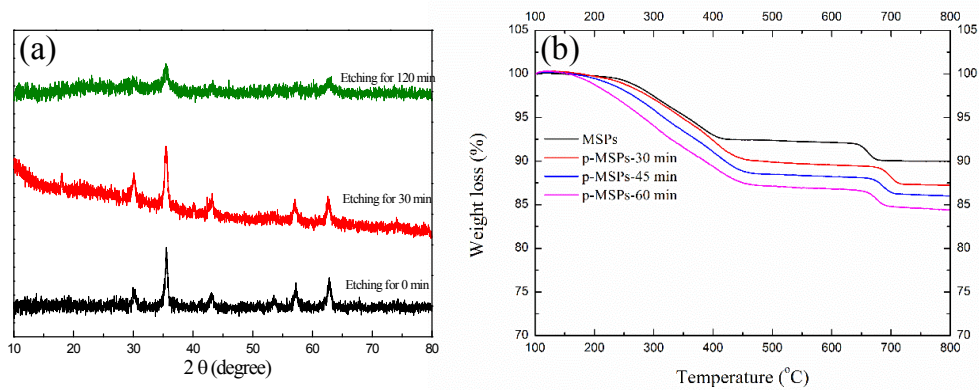 (a)
Etching for 120 min
Etching for 30 min
Etching for 0 min
10 20 30 40 50 60 70 80
2 θ (degree)
(b)
100 200 300 400 500 600 700 800
105 105
100 100
95 95
90 90
85 85
80 80
75 75
70 70
MSPs
p-MSPs-30 min
p-MSPs-45 min
p-MSPs-60 min
Weight loss (%)
100 200 300 400 500 600 700 800
Temperature (°C)